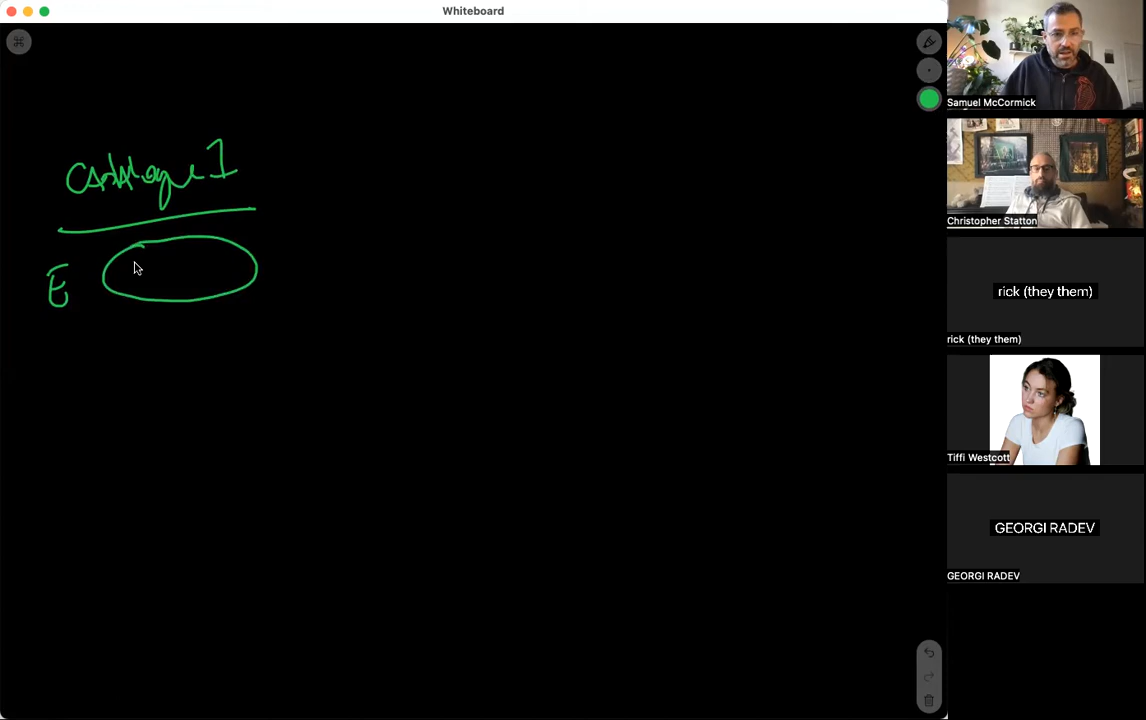 Whiteboard
Catalogue 1
E
Samuel McCormick
Christopher Statton
rick (they them)
rick (they them)
Tiffi Westcott
GEORGI RADEV
GEORGI RADEV